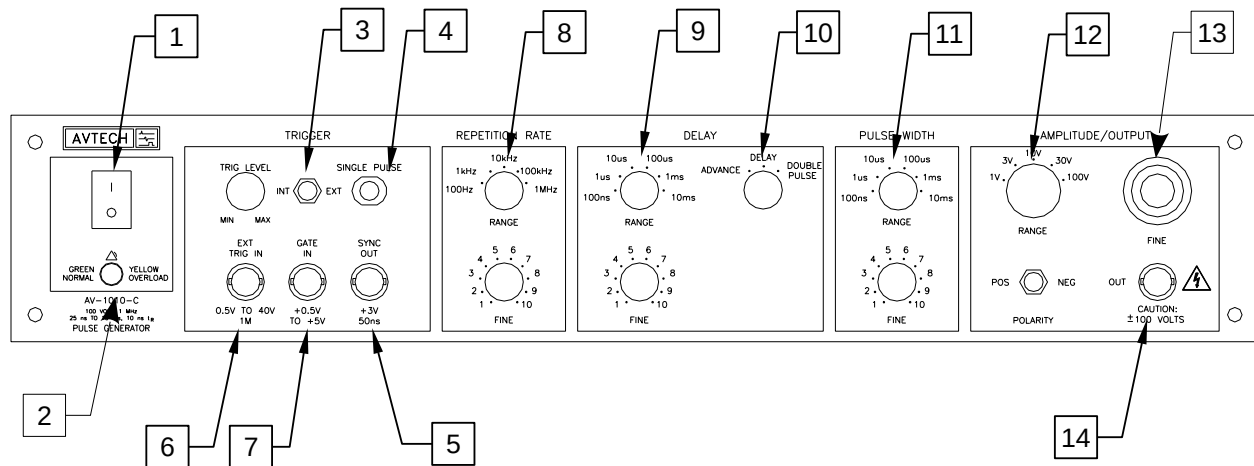 1
3
4
8
9
10
11
12
13
AVTECH
TRIGGER
REPETITION RATE
DELAY
PULSE WIDTH
AMPLITUDE/OUTPUT
I
O
GREEN
NORMAL
YELLOW
OVERLOAD
AV-1010-C
PULSE GENERATOR
TRIG LEVEL
MIN MAX
INT EXT
SINGLE PULSE
EXT
TRIG IN
0.5V TO 40V
1M
GATE
IN
+0.5V
TO +5V
SYNC
OUT
+3V
50ns
100Hz
1kHz
10kHz
100kHz
1MHz
RANGE
1 2 3 4 5 6 7 8 9 10
FINE
100ns
1us
10us
100us
1ms
10ms
RANGE
1 2 3 4 5 6 7 8 9 10
FINE
ADVANCE
DELAY
DOUBLE
PULSE
100ns
1us
10us
100us
1ms
10ms
RANGE
1 2 3 4 5 6 7 8 9 10
FINE
1V
3V
10V
30V
100V
RANGE
FINE
POS NEG
POLARITY
OUT
CAUTION:
±100 VOLTS
2
6
7
5
14